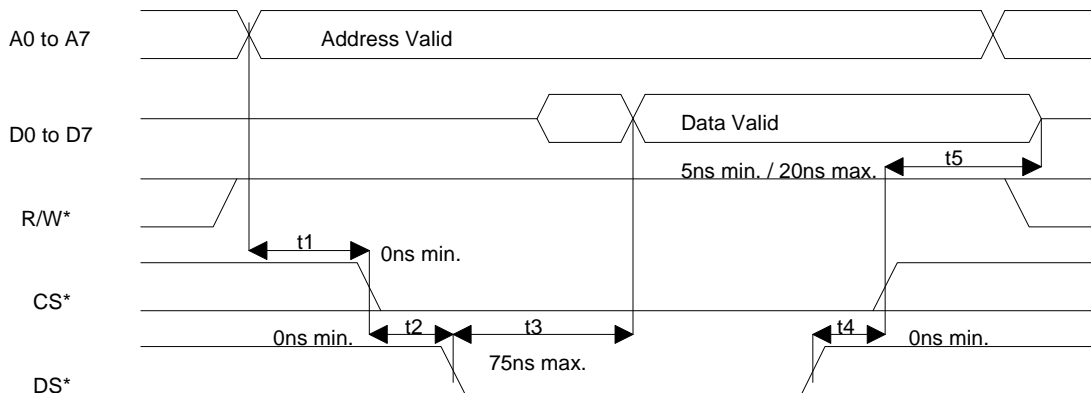 A0 to A7
Address Valid
D0 to D7
Data Valid
5ns min. / 20ns max.
t5
R/W*
t1
0ns min.
CS*
0ns min.
t2
t3
t4
0ns min.
75ns max.
DS*